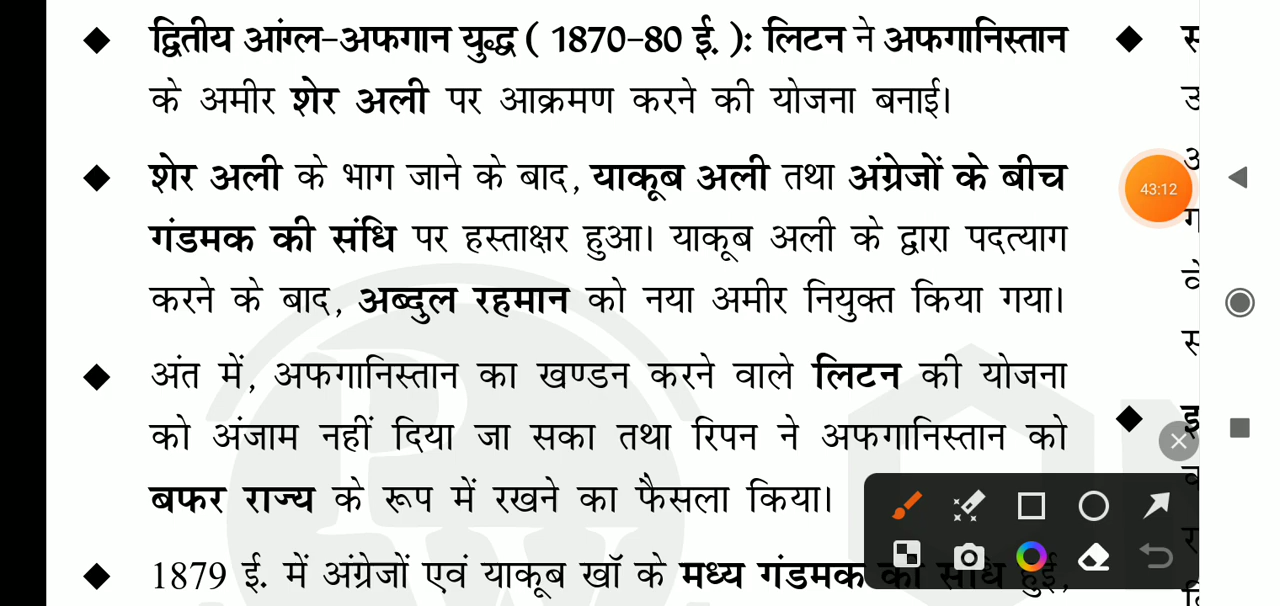 ◆ द्वितीय आंग्ल-अफगान युद्ध ( 1870-80 ई. ): लिटन ने अफगानिस्तान
के अमीर शेर अली पर आक्रमण करने की योजना बनाई।
◆ शेर अली के भाग जाने के बाद, याकूब अली तथा अंग्रेजों के बीच
गंडमक की संधि पर हस्ताक्षर हुआ। याकूब अली के द्वारा पदत्याग
करने के बाद, अब्दुल रहमान को नया अमीर नियुक्त किया गया।
◆ अंत में, अफगानिस्तान का खण्डन करने वाले लिटन की योजना
को अंजाम नहीं दिया जा सका तथा रिपन ने अफगानिस्तान को
बफर राज्य के रूप में रखने का फैसला किया।
◆ 1879 ई. में अंग्रेजों एवं याकूब खॉ के मध्य गंडमक की संधि हुई,
43:12